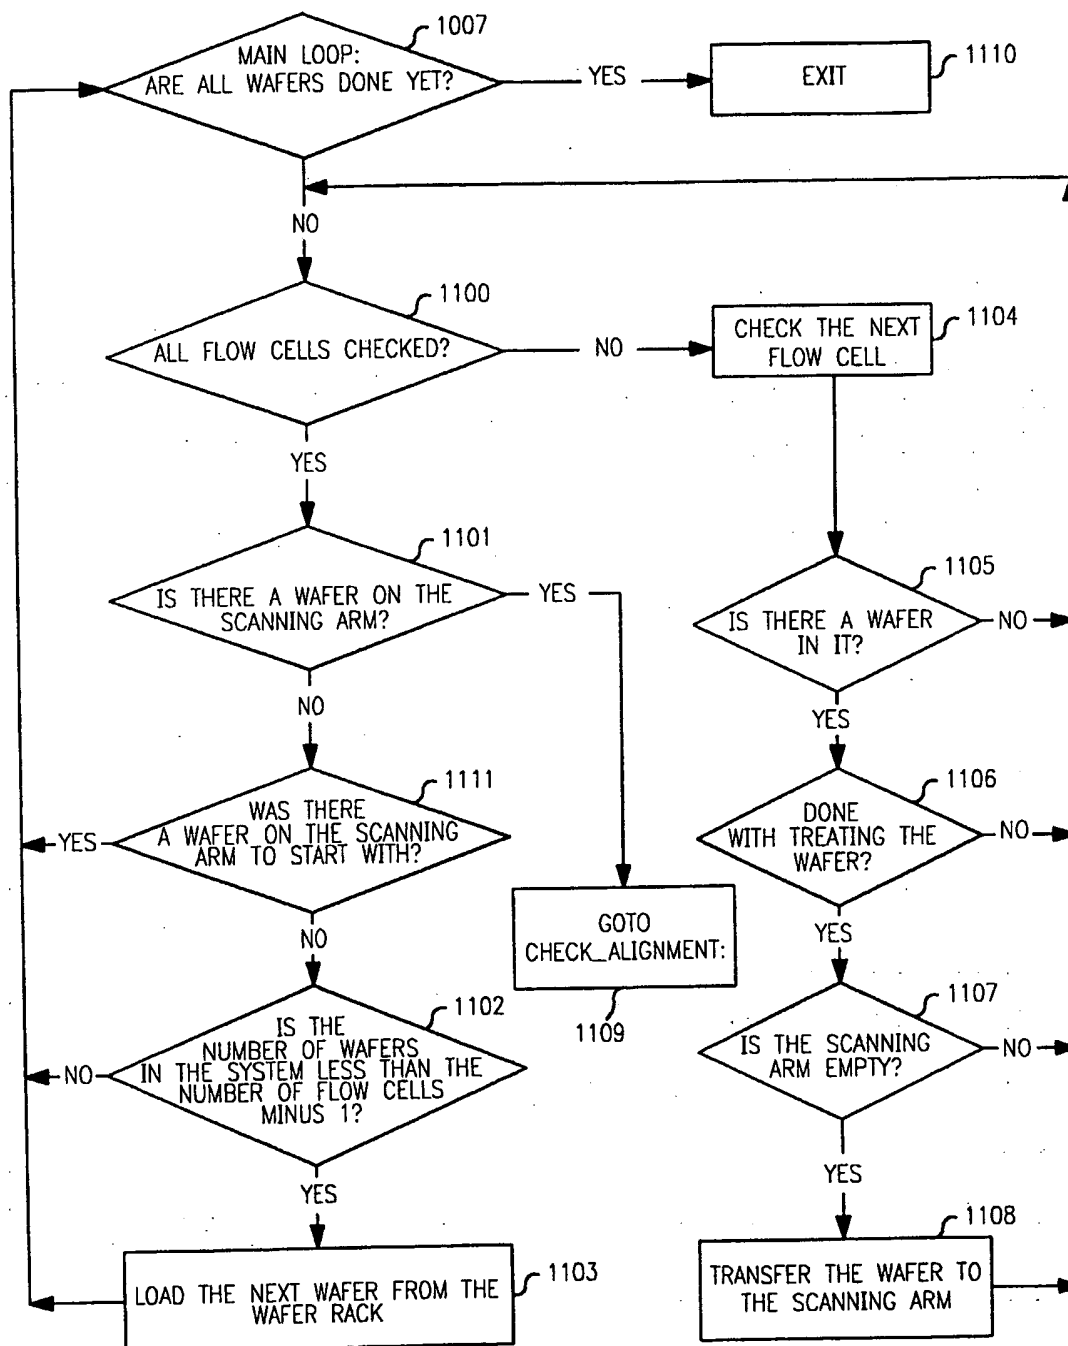 1007
MAIN LOOP:
ARE ALL WAFERS DONE YET?
YES
EXIT
1110
NO
1100
ALL FLOW CELLS CHECKED?
NO
CHECK THE NEXT
FLOW CELL
1104
YES
1101
IS THERE A WAFER ON THE
SCANNING ARM?
YES
1105
IS THERE A WAFER
IN IT?
NO
NO
YES
1111
WAS THERE
A WAFER ON THE SCANNING
ARM TO START WITH?
YES
1106
DONE
WITH TREATING THE
WAFER?
NO
GOTO
CHECK_ALIGNMENT:
1109
NO
YES
1102
IS THE
NUMBER OF WAFERS
IN THE SYSTEM LESS THAN THE
NUMBER OF FLOW CELLS
MINUS 1?
NO
1107
IS THE SCANNING
ARM EMPTY?
NO
YES
YES
LOAD THE NEXT WAFER FROM THE
WAFER RACK
1103
1108
TRANSFER THE WAFER TO
THE SCANNING ARM